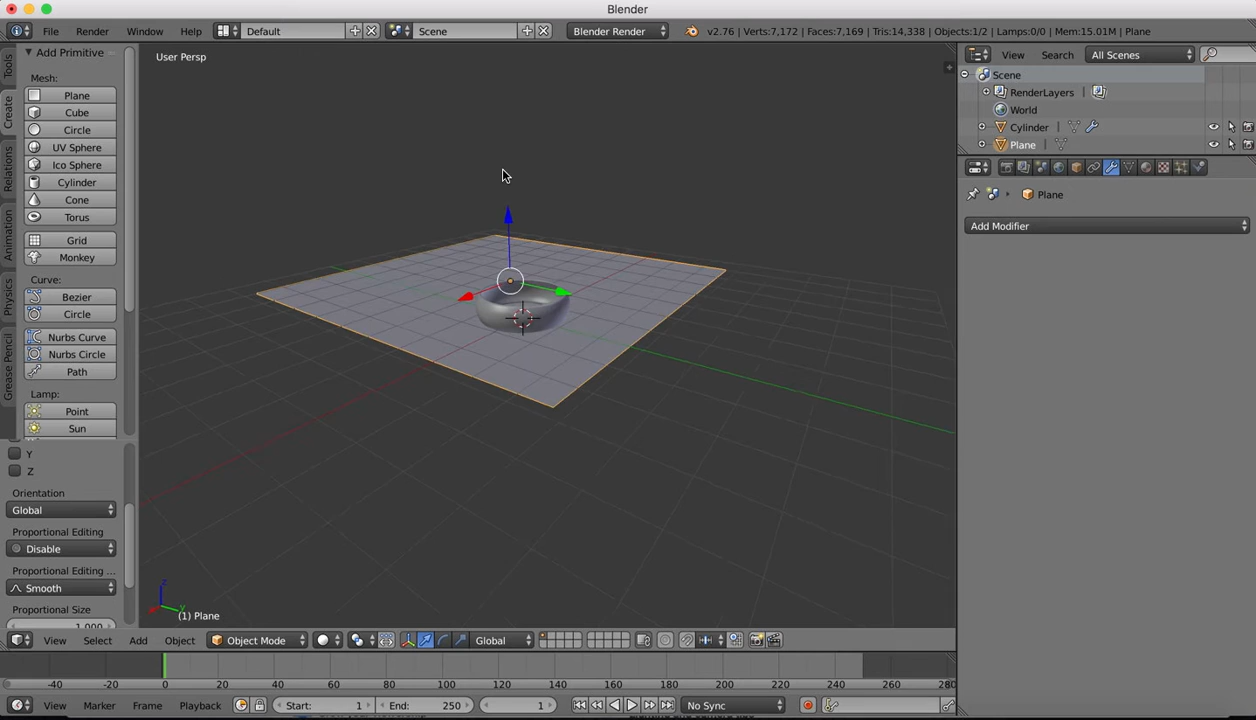 Blender
File Render Window Help Default Scene Blender Render v2.76 | Verts:7,172 | Faces:7,169 | Tris:14,338 | Objects:1/2 | Lamps:0/0 | Mem:15.01M | Plane
Tools
Create
Relations
Animation
Physics
Grease Pencil
Add Primitive
Mesh:
Plane
Cube
Circle
UV Sphere
Ico Sphere
Cylinder
Cone
Torus
Grid
Monkey
Curve:
Bezier
Circle
Nurbs Curve
Nurbs Circle
Path
Lamp:
Point
Sun
Y
Z
Orientation
Global
Proportional Editing
Disable
Proportional Editing ...
Smooth
Proportional Size
1.000
User Persp
z
y
(1) Plane
View Search All Scenes
Scene
RenderLayers |
World
Cylinder |
Plane |
Plane
Add Modifier
View Select Add Object Object Mode Global
-40 -20 0 20 40 60 80 100 120 140 160 180 200 220 240 260 280
View Marker Frame Playback Start: 1 End: 250 1 No Sync